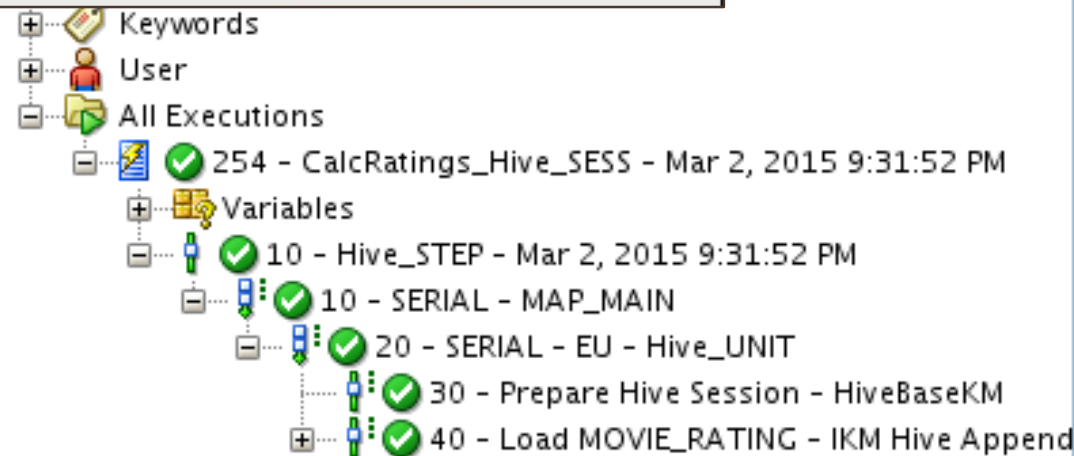 Keywords
User
All Executions
254 - CalcRatings_Hive_SESS - Mar 2, 2015 9:31:52 PM
Variables
10 - Hive_STEP - Mar 2, 2015 9:31:52 PM
10 - SERIAL - MAP_MAIN
20 - SERIAL - EU - Hive_UNIT
30 - Prepare Hive Session - HiveBaseKM
40 - Load MOVIE_RATING - IKM Hive Append